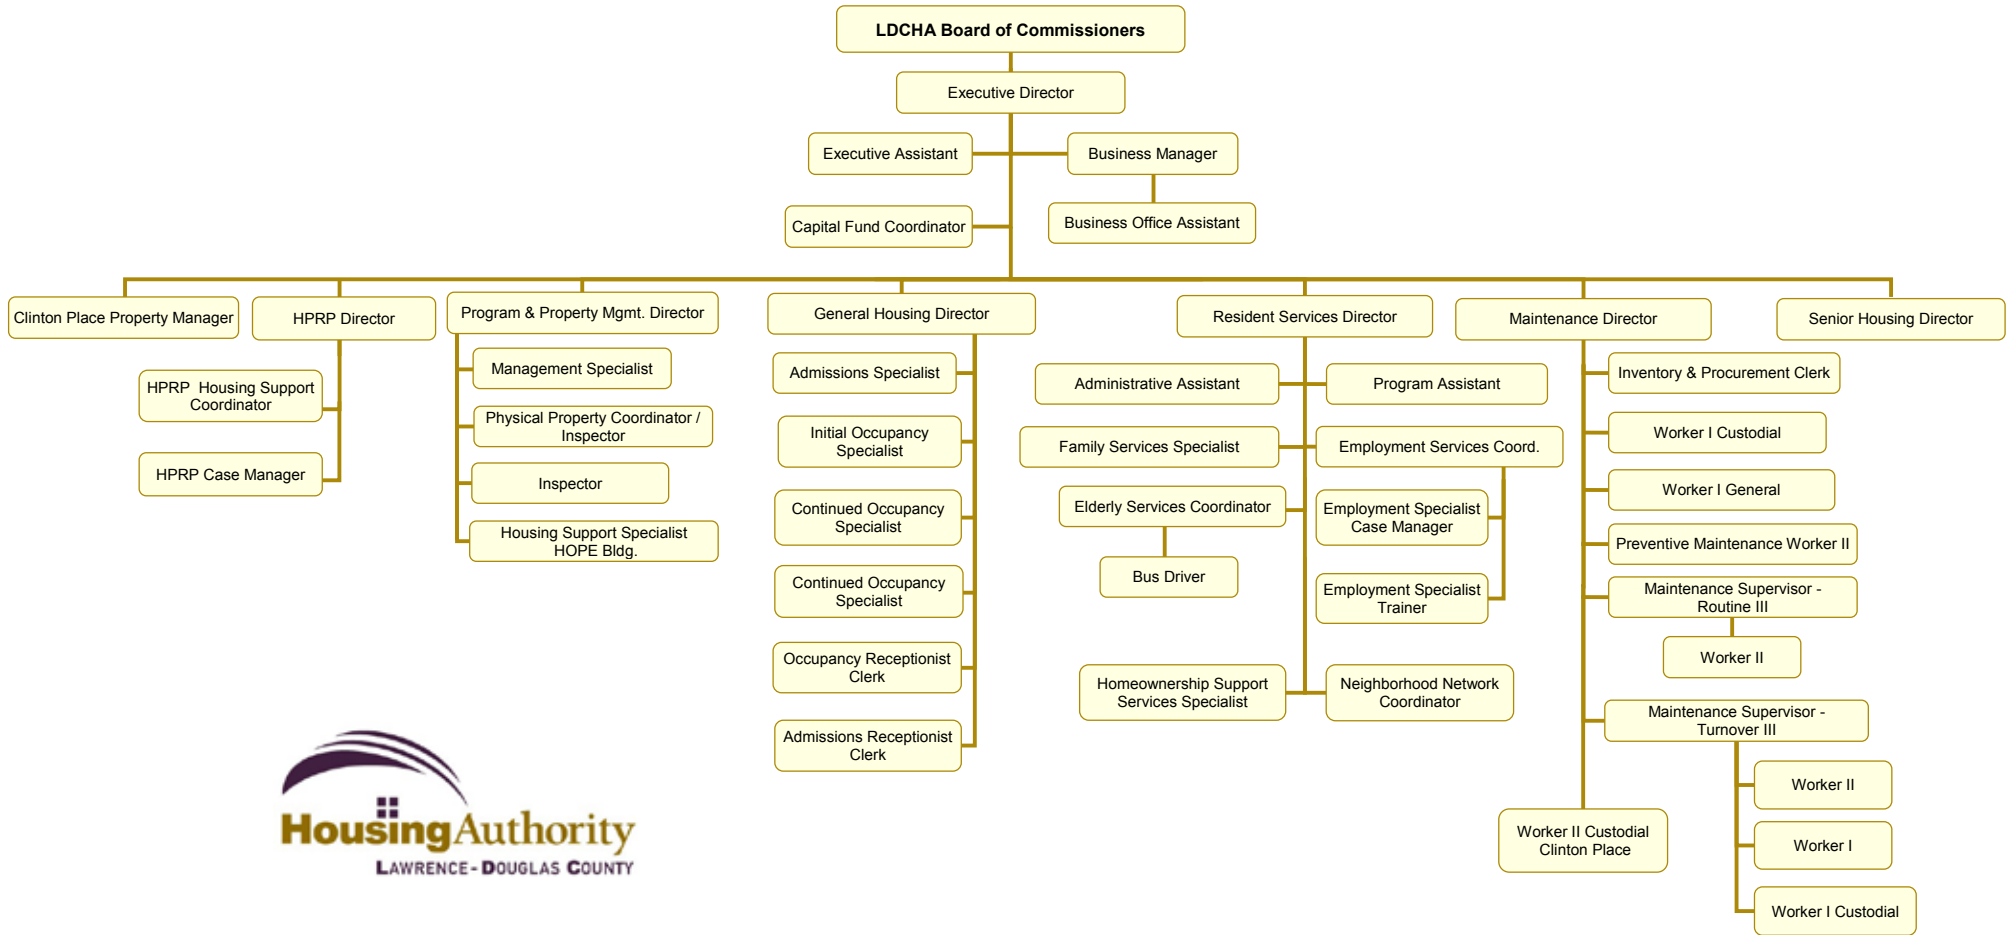 LDCHA Board of Commissioners
Executive Director
Executive Assistant
Business Manager
Capital Fund Coordinator
Business Office Assistant
Clinton Place Property Manager
HPRP Director
Program & Property Mgmt. Director
General Housing Director
Resident Services Director
Maintenance Director
Senior Housing Director
HPRP  Housing Support
Coordinator
HPRP Case Manager
Management Specialist
Physical Property Coordinator /
Inspector
Inspector
Housing Support Specialist
HOPE Bldg.
Admissions Specialist
Initial Occupancy
Specialist
Continued Occupancy
Specialist
Continued Occupancy
Specialist
Occupancy Receptionist
Clerk
Admissions Receptionist
Clerk
Administrative Assistant
Program Assistant
Family Services Specialist
Employment Services Coord.
Elderly Services Coordinator
Bus Driver
Employment Specialist
Case Manager
Employment Specialist
Trainer
Homeownership Support
Services Specialist
Neighborhood Network
Coordinator
Inventory & Procurement Clerk
Worker I Custodial
Worker I General
Preventive Maintenance Worker II
Maintenance Supervisor -
Routine III
Worker II
Maintenance Supervisor -
Turnover III
Worker II
Worker I
Worker I Custodial
Worker II Custodial
Clinton Place
HousingAuthority
LAWRENCE-DOUGLAS COUNTY